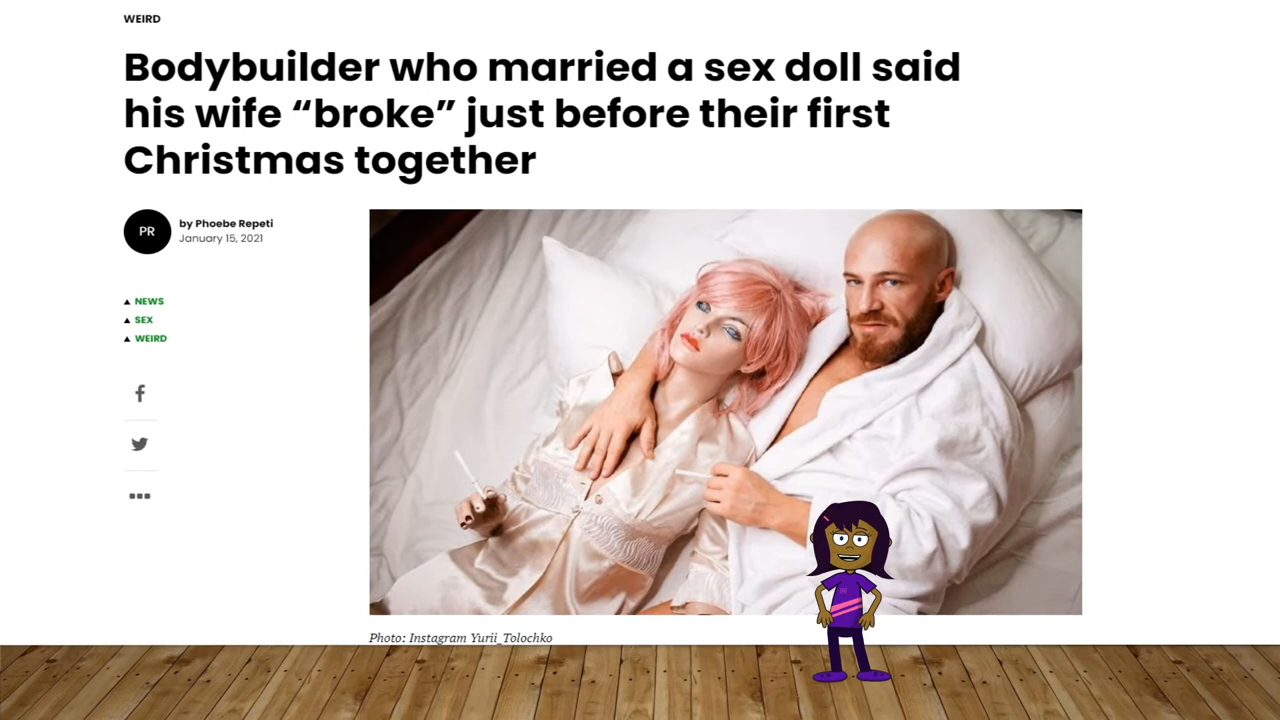 WEIRD
Bodybuilder who married a sex doll said
his wife “broke” just before their first
Christmas together
PR
by Phoebe Repeti
January 15, 2021
▲ NEWS
▲ SEX
▲ WEIRD
Photo: Instagram Yurii_Tolochko